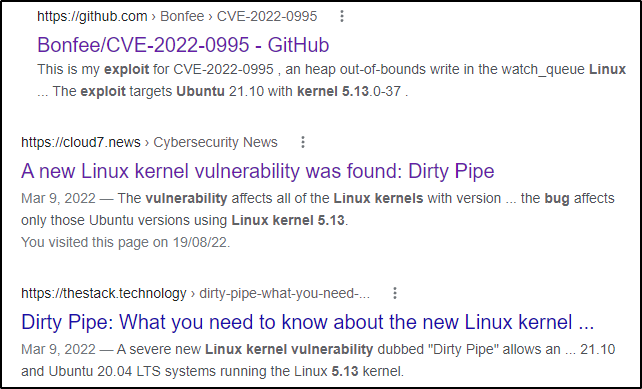 https://github.com › Bonfee › CVE-2022-0995
Bonfee/CVE-2022-0995 - GitHub
This is my exploit for CVE-2022-0995 , an heap out-of-bounds write in the watch_queue Linux
... The exploit targets Ubuntu 21.10 with kernel 5.13.0-37 .
https://cloud7.news › Cybersecurity News
A new Linux kernel vulnerability was found: Dirty Pipe
Mar 9, 2022 — The vulnerability affects all of the Linux kernels with version ... the bug affects
only those Ubuntu versions using Linux kernel 5.13.
You visited this page on 19/08/22.
https://thestack.technology › dirty-pipe-what-you-need-...
Dirty Pipe: What you need to know about the new Linux kernel ...
Mar 9, 2022 — A severe new Linux kernel vulnerability dubbed "Dirty Pipe" allows an ... 21.10
and Ubuntu 20.04 LTS systems running the Linux 5.13 kernel.